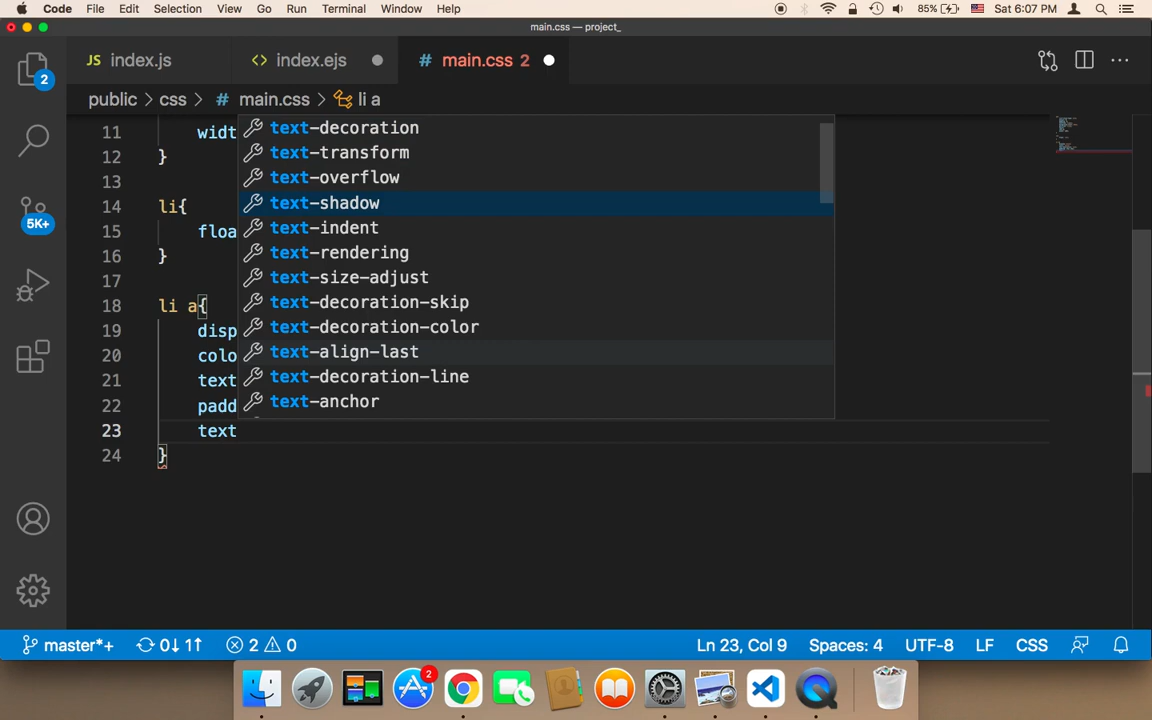 Code File Edit Selection View Go Run Terminal Window Help 85% Sat 6:07 PM
main.css — project_
JS index.js <> index.ejs # main.css 2
2
public > css > # main.css > li a
11 widt
12 }
13
14 li{
15 floa
16 }
17
18 li a{
19 disp
20 colo
21 text
22 padd
23 text
24 }
text-decoration
text-transform
text-overflow
text-shadow
text-indent
text-rendering
text-size-adjust
text-decoration-skip
text-decoration-color
text-align-last
text-decoration-line
text-anchor
5K+
master*+ 0↓ 1↑ 2 0 Ln 23, Col 9 Spaces: 4 UTF-8 LF CSS
2